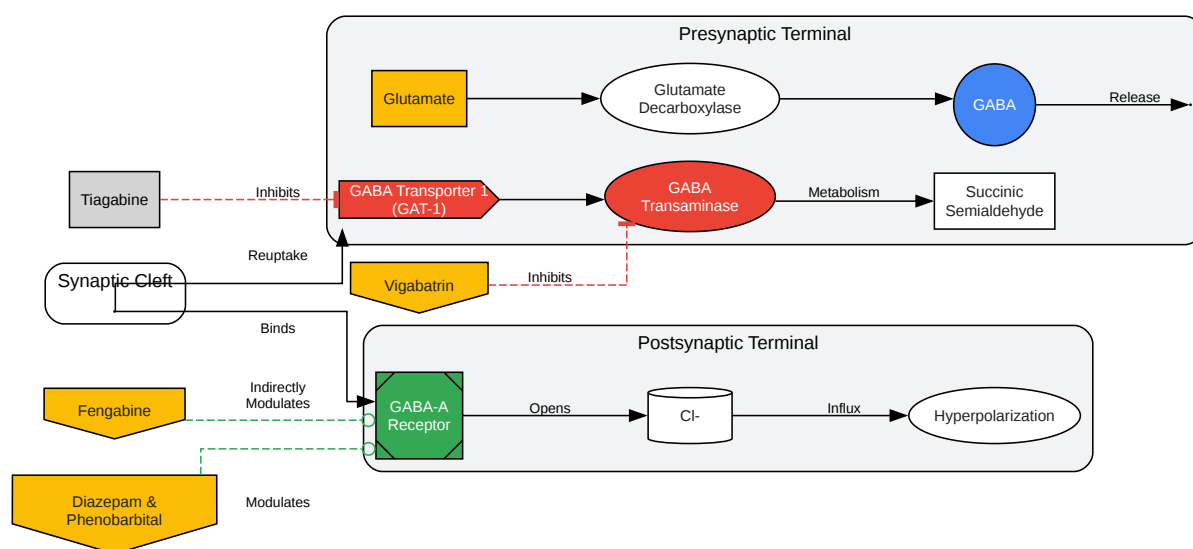 Presynaptic Terminal
Glutamate
Glutamate
Decarboxylase
GABA
Release
Tiagabine
Inhibits
GABA Transporter 1
(GAT-1)
GABA
Transaminase
Metabolism
Succinic
Semialdehyde
Synaptic Cleft
Reuptake
Vigabatrin
Inhibits
Binds
Postsynaptic Terminal
Fengabine
Indirectly
Modulates
GABA-A
Receptor
Opens
Cl-
Influx
Hyperpolarization
Diazepam &
Phenobarbital
Modulates